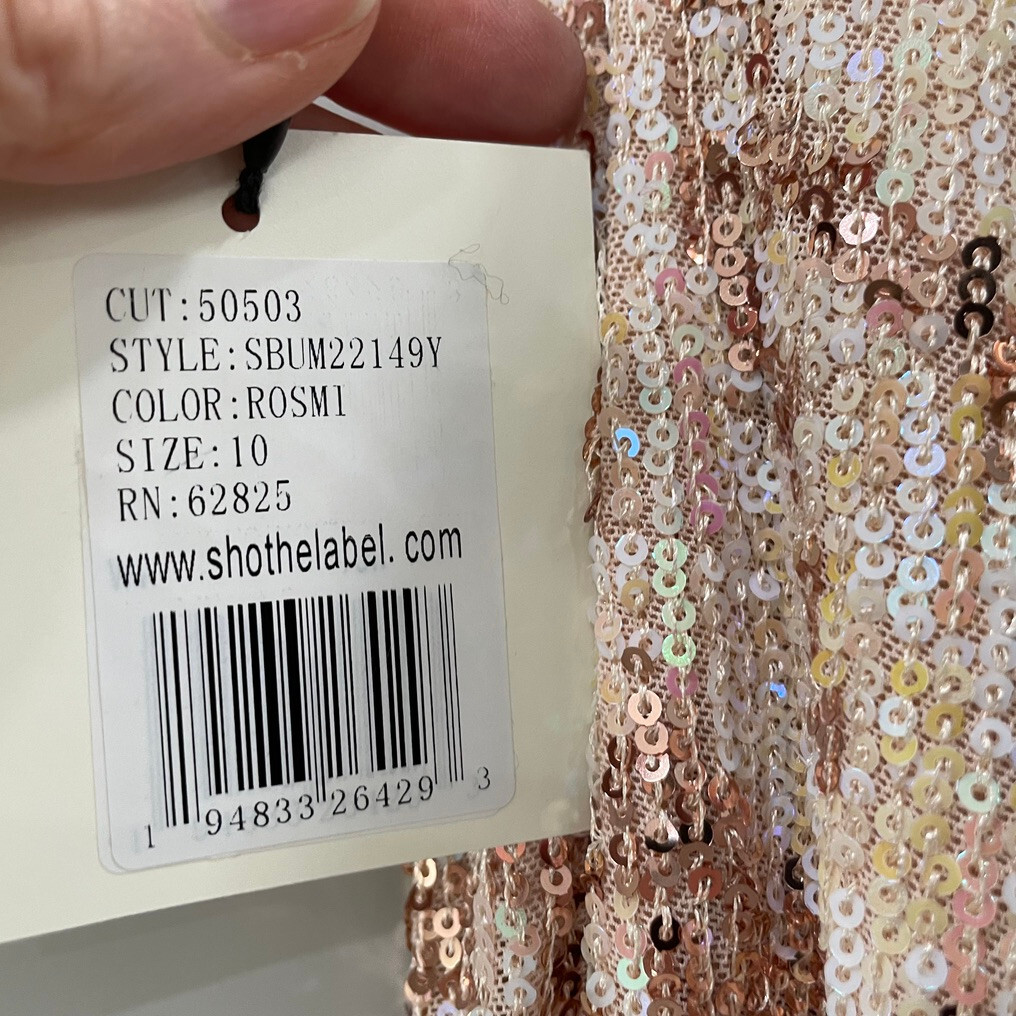 CUT:50503
STYLE:SBUM22149Y
COLOR:ROSM1
SIZE:10
RN:62825
www.shothelabel.com
1 94833 26429 3